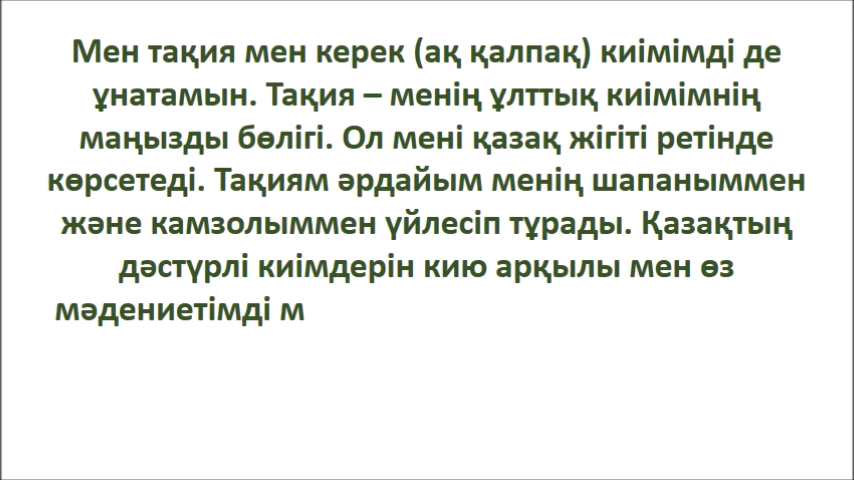 Мен тақия мен керек (ақ қалпақ) киімімді де
ұнатамын. Тақия – менің ұлттық киімімнің
маңызды бөлігі. Ол мені қазақ жігіті ретінде
көрсетеді. Тақиям әрдайым менің шапаныммен
және камзолыммен үйлесіп тұрады. Қазақтың
дәстүрлі киімдерін кию арқылы мен өз
мәдениетімді м